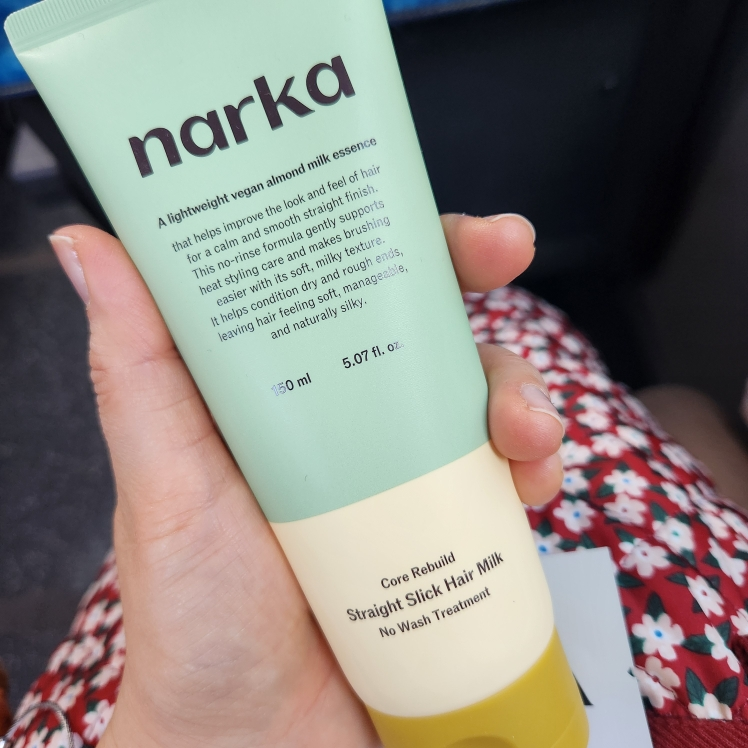 narka
A lightweight vegan almond milk essence
that helps improve the look and feel of hair
for a calm and smooth straight finish.
This no-rinse formula gently supports
heat styling care and makes brushing
easier with its soft, milky texture.
It helps condition dry and rough ends,
leaving hair feeling soft, manageable,
and naturally silky.
150 ml 5.07 fl. oz.
Core Rebuild
Straight Slick Hair Milk
No Wash Treatment